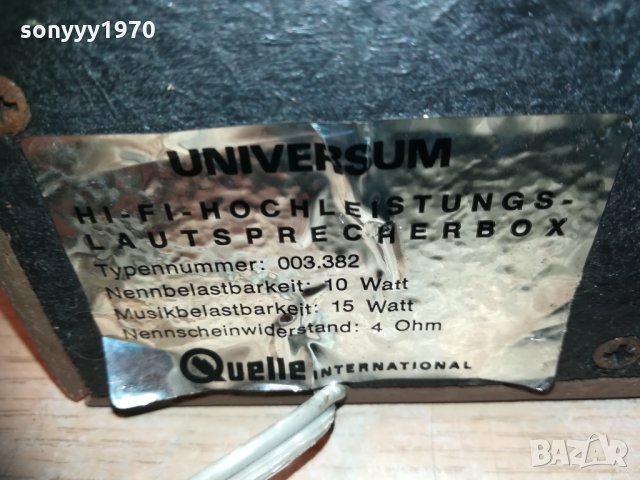 sonyyy1970
UNIVERSUM
HI-FI-HOCHLEISTUNGS-
LAUTSPRECHERBOX
Typennummer: 003.382
Nennbelastbarkeit: 10 Watt
Musikbelastbarkeit: 15 Watt
Nennscheinwiderstand: 4 Ohm
Quelle INTERNATIONAL
BAZAR